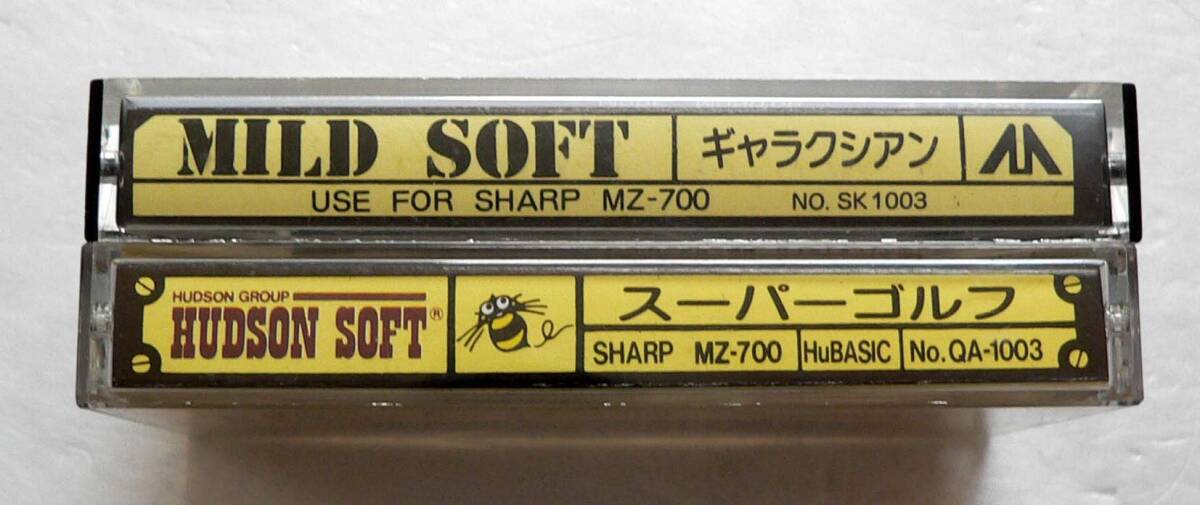 MILD SOFT ギャラクシアン
USE FOR SHARP MZ-700 NO. SK1003
HUDSON GROUP
HUDSON SOFT® スーパーゴルフ
SHARP MZ-700 HuBASIC No. QA-1003